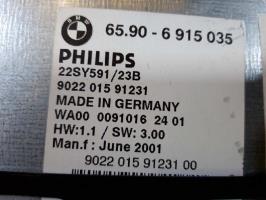 BMW
65.90 - 6 915 035
PHILIPS
22SY591/23B
9022 015 91231
MADE IN GERMANY
WA00 0091016 24 01
HW:1.1 / SW: 3.00
Man.f : June 2001
9022 015 91231 00